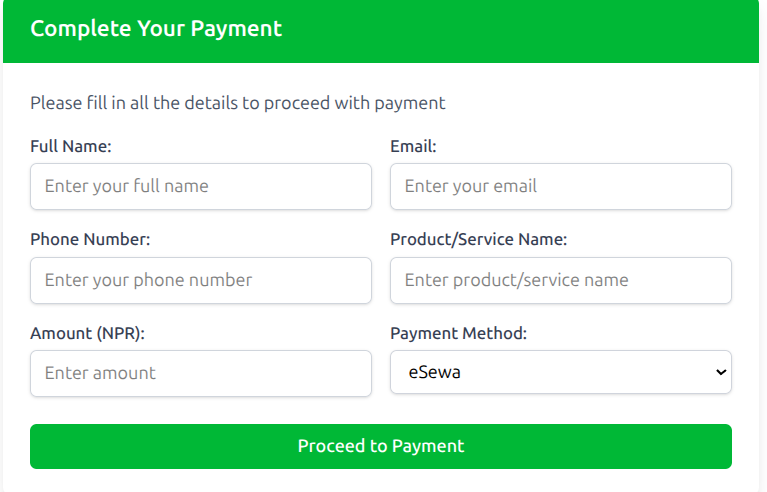 Complete Your Payment
Please fill in all the details to proceed with payment
Full Name:
Email:
Enter your full name
Enter your email
Phone Number:
Product/Service Name:
Enter your phone number
Enter product/service name
Amount (NPR):
Payment Method:
Enter amount
eSewa
Proceed to Payment